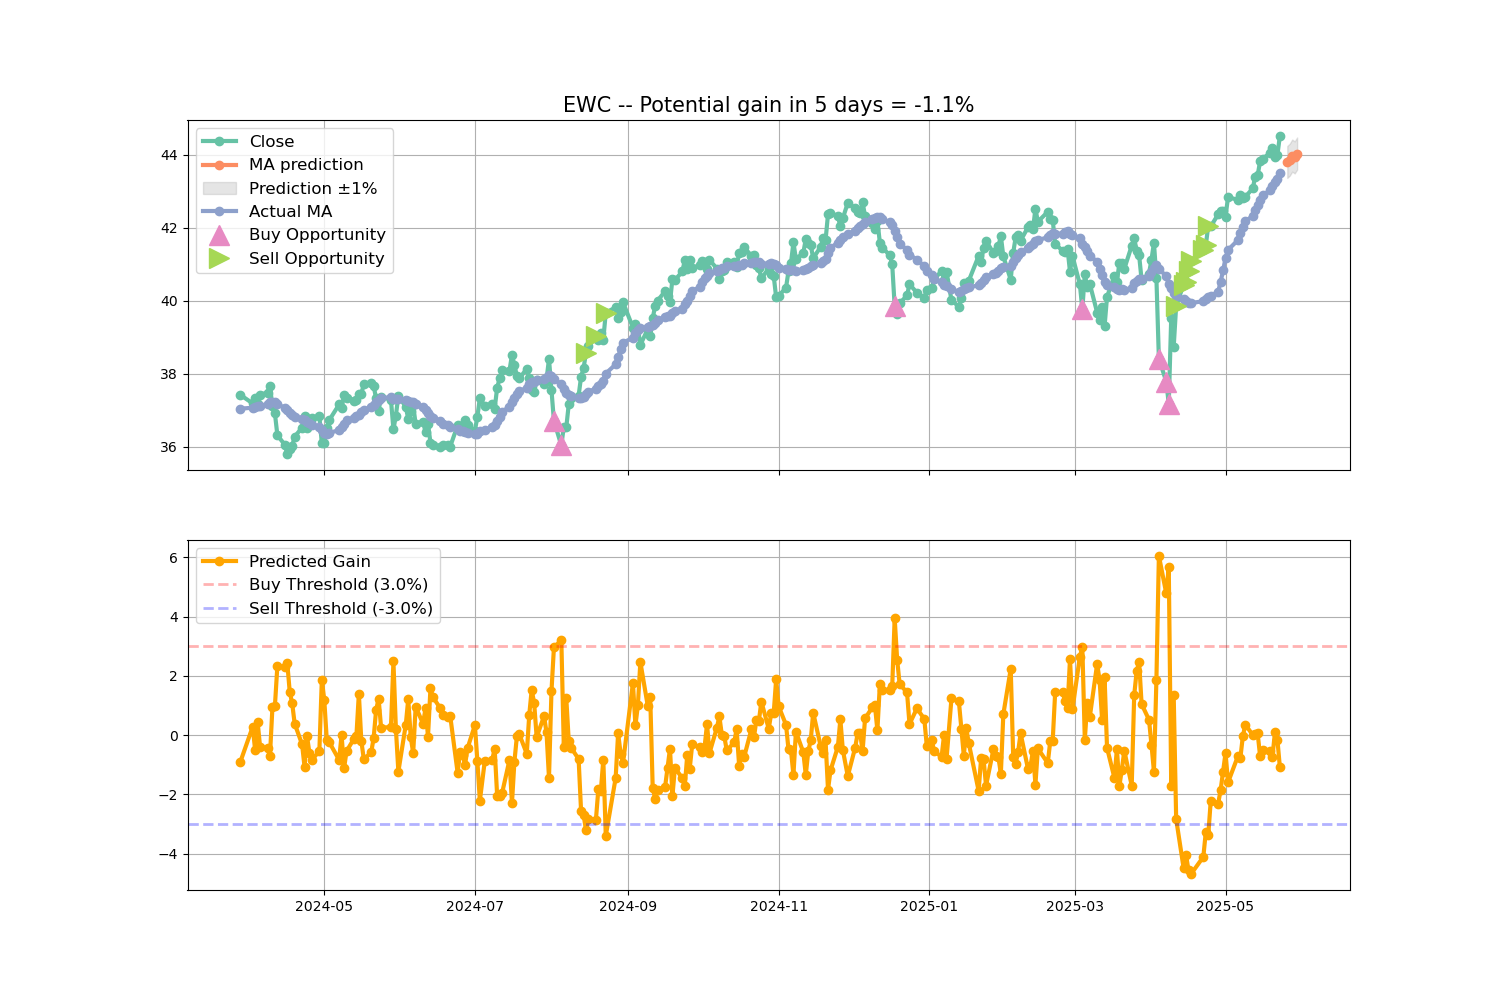 EWC -- Potential gain in 5 days = -1.1%
Close
MA prediction
Prediction ±1%
Actual MA
Buy Opportunity
Sell Opportunity
44
42
40
38
36
Predicted Gain
Buy Threshold (3.0%)
Sell Threshold (-3.0%)
6
4
2
0
−2
−4
2024-05 2024-07 2024-09 2024-11 2025-01 2025-03 2025-05